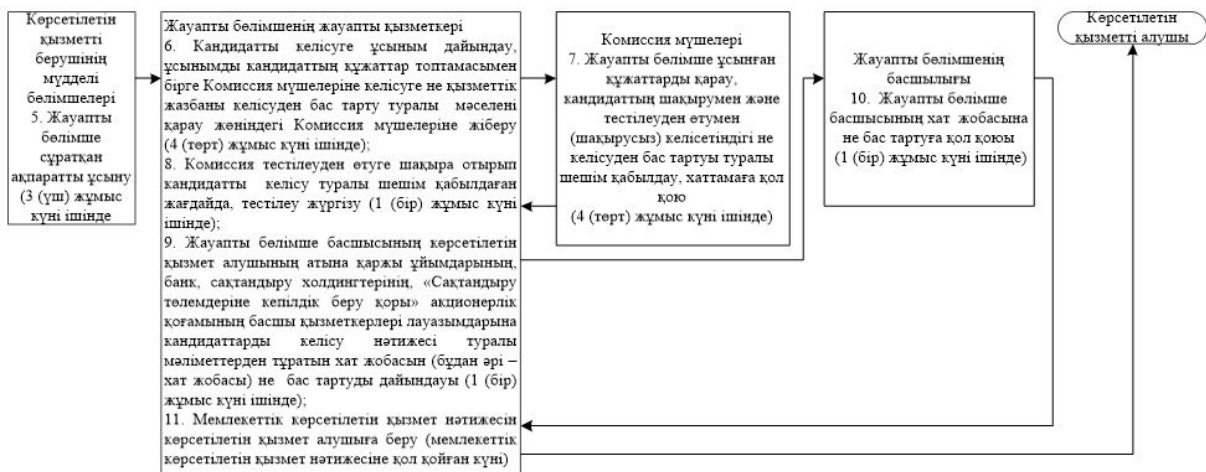 Көрсетілетін
қызметті
берушінің
мүдделі
бөлімшелері
5. Жауапты
бөлімше
сұратқан
ақпаратты ұсыну
(3 (үш) жұмыс
күні ішінде
Жауапты бөлімшенің жауапты қызметкері
6. Кандидатты келісуге ұсыным дайындау,
ұсынымды кандидаттың құжаттар топтамасымен
бірге Комиссия мүшелеріне келісуге не қызметтік
жазбаны келісуден бас тарту туралы мәселені
қарау жөніндегі Комиссия мүшелеріне жіберу
(4 (төрт) жұмыс күні ішінде);
8. Комиссия тестілеуден өтуге шақыра отырып
кандидатты келісу туралы шешім қабылдаған
жағдайда, тестілеу жүргізу (1 (бір) жұмыс күні
ішінде);
9. Жауапты бөлімше басшысының көрсетілетін
қызмет алушының атына қаржы ұйымдарының,
банк, сақтандыру холдингтерінің, «Сақтандыру
төлемдеріне кепілдік беру қоры» акционерлік
қоғамының басшы қызметкерлері лауазымдарына
кандидаттарды келісу нәтижесі туралы
мәліметтерден тұратын хат жобасын (бұдан әрі –
хат жобасы) не бас тартуды дайындауы (1 (бір)
жұмыс күні ішінде);
11. Мемлекеттік көрсетілетін қызмет нәтижесін
көрсетілетін қызмет алушыға беру (мемлекеттік
көрсетілетін қызмет нәтижесіне қол қойған күні)
Комиссия мүшелері
7. Жауапты бөлімше ұсынған
құжаттарды қарау,
кандидаттың шақырумен және
тестілеуден өтумен
(шақырусыз) келісетіндігі не
келісуден бас тартуы туралы
шешім қабылдау, хаттамаға қол
қою
(4 (төрт) жұмыс күні ішінде)
Жауапты бөлімшенің
басшылығы
10. Жауапты бөлімше
басшысының хат жобасына
не бас тартуға қол қоюы
(1 (бір) жұмыс күні ішінде)
Көрсетілетін
қызметті алушы